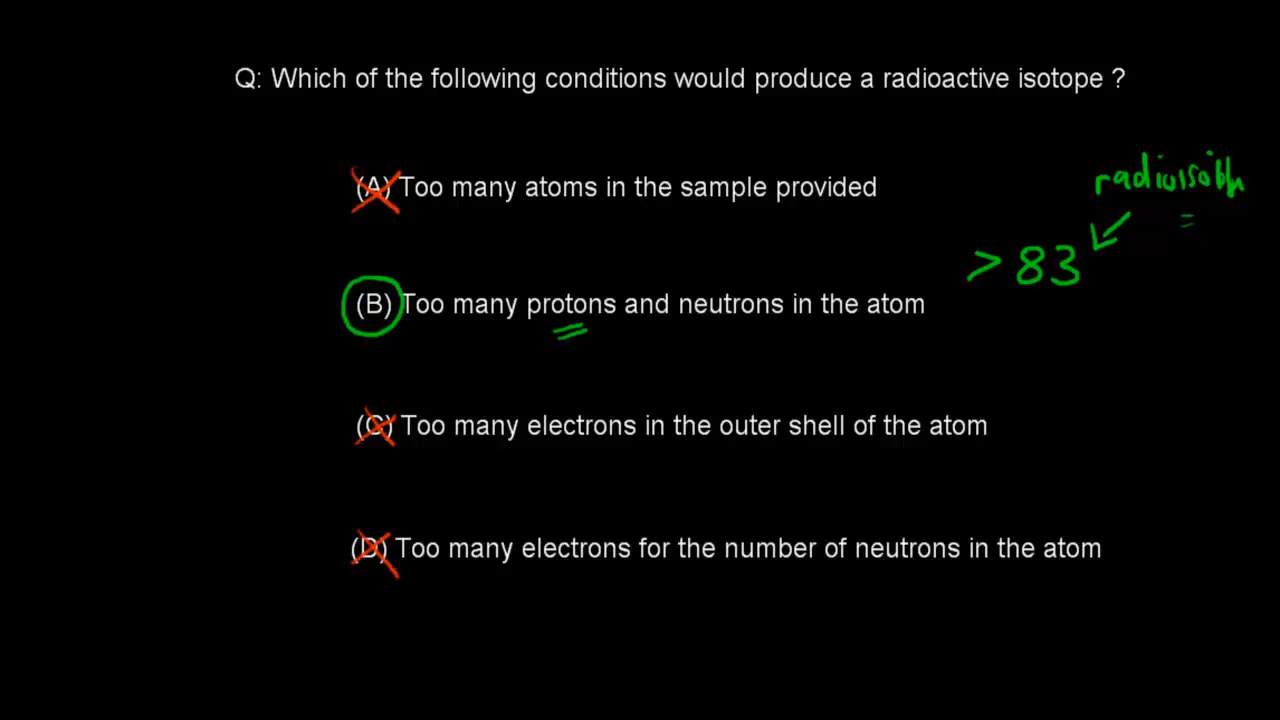 Q: Which of the following conditions would produce a radioactive isotope ?
(A) Too many atoms in the sample provided
> 83
(B) Too many protons and neutrons in the atom
(C) Too many electrons in the outer shell of the atom
(D) Too many electrons for the number of neutrons in the atom